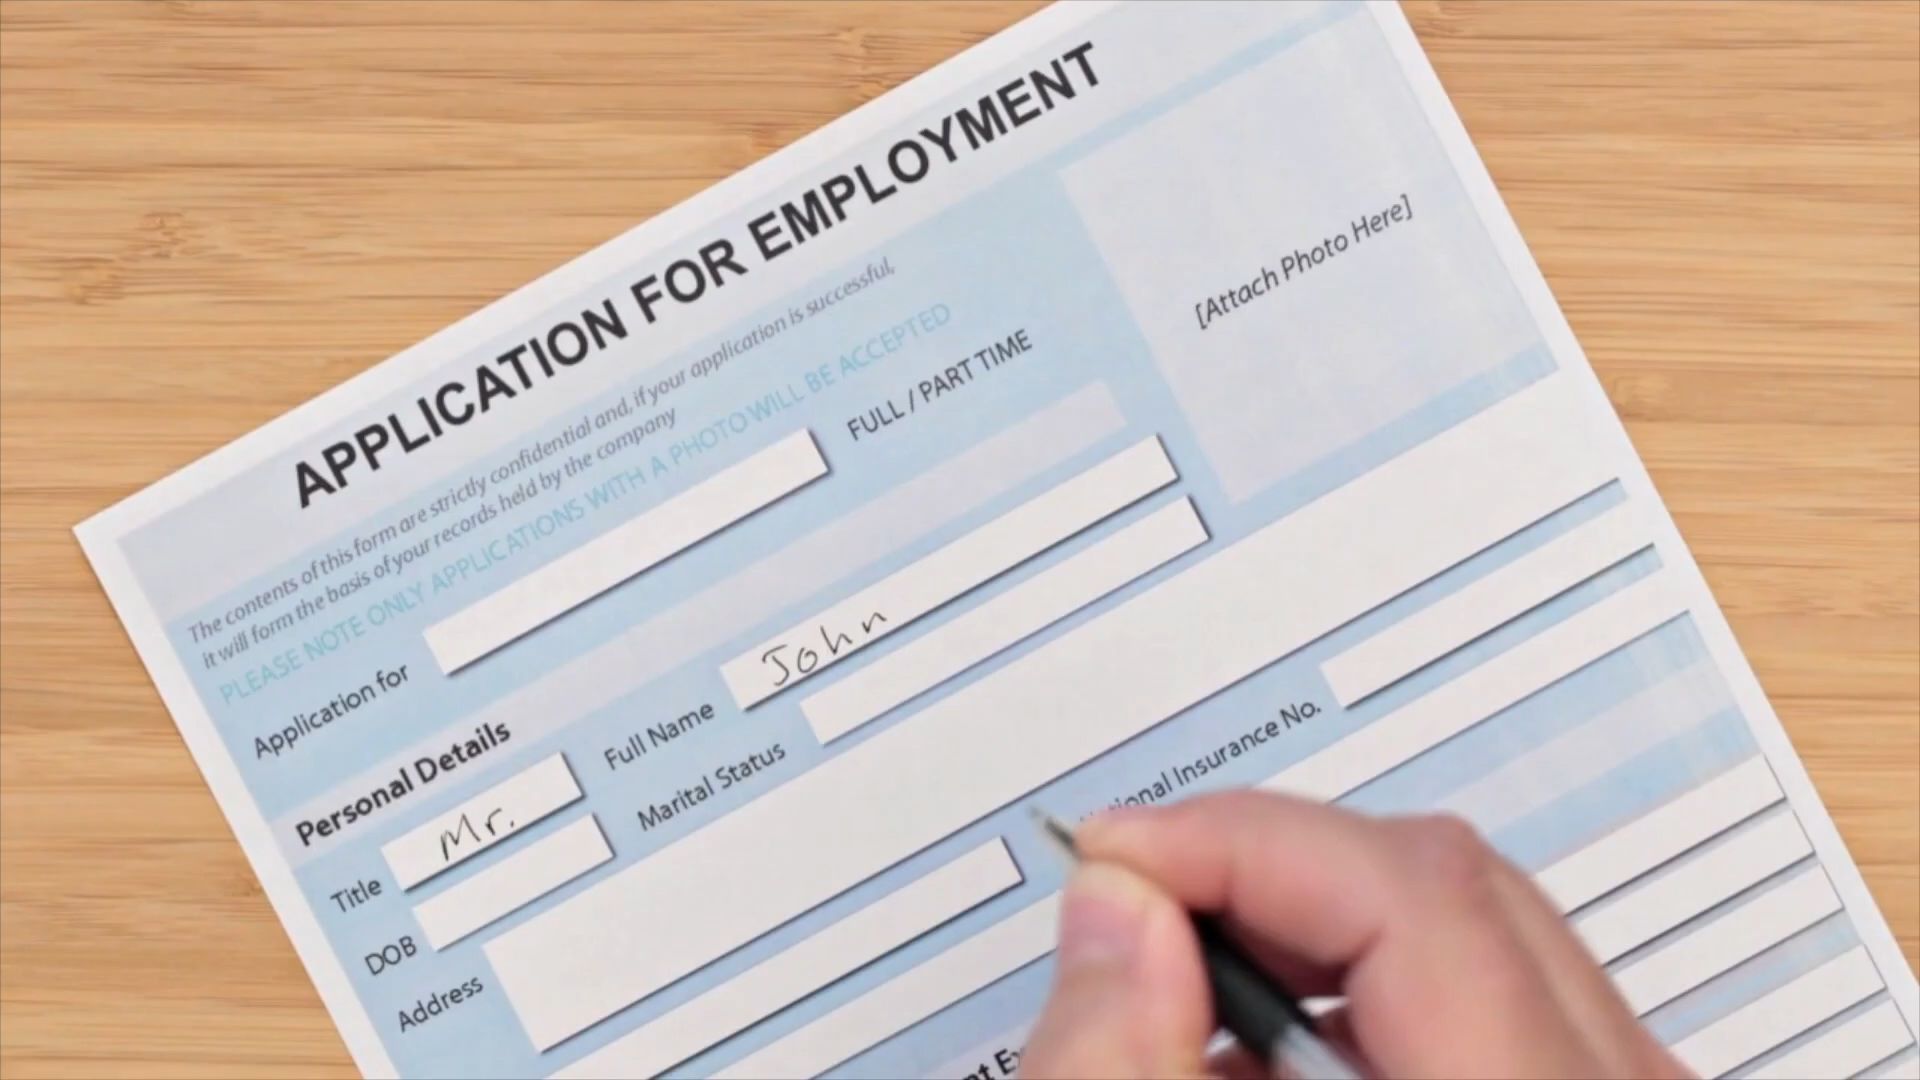 APPLICATION FOR EMPLOYMENT
The contents of this form are strictly confidential and, if your application is successful,
it will form the basis of your records held by the company
PLEASE NOTE ONLY APPLICATIONS WITH A PHOTO WILL BE ACCEPTED
[Attach Photo Here]
Application for
FULL / PART TIME
Personal Details
Title Mr. Full Name John
DOB Marital Status
Address
Insurance No.